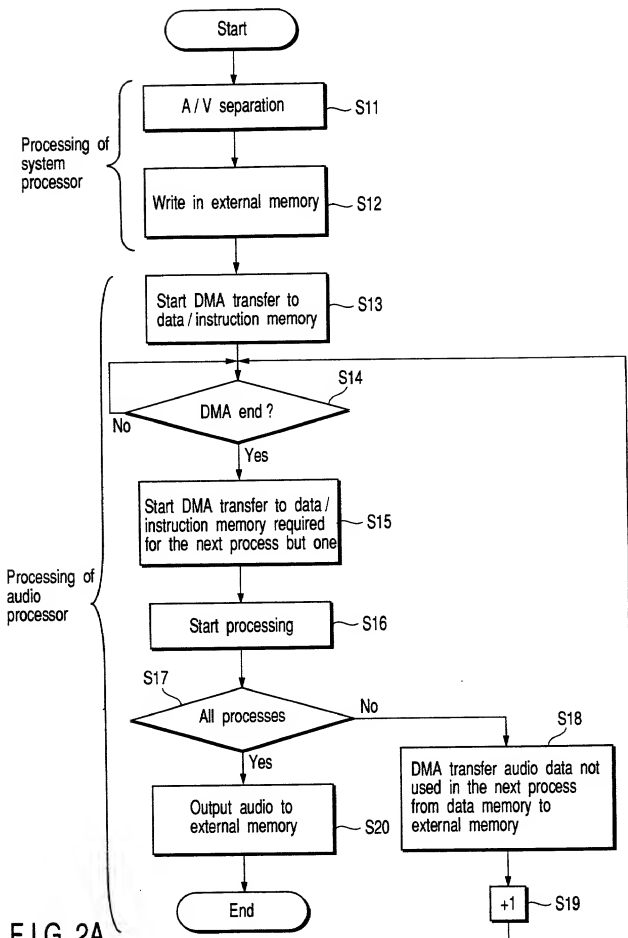 Start
A / V separation
S11
Processing of
system
processor
Write in external memory
S12
Start DMA transfer to
data / instruction memory
S13
S14
DMA end ?
No
Yes
Start DMA transfer to data /
instruction memory required
for the next process but one
S15
Processing of
audio
processor
Start processing
S16
S17
All processes
No
Yes
S18
DMA transfer audio data not
used in the next process
from data memory to
external memory
Output audio to
external memory
S20
+1
S19
End
FIG. 2A